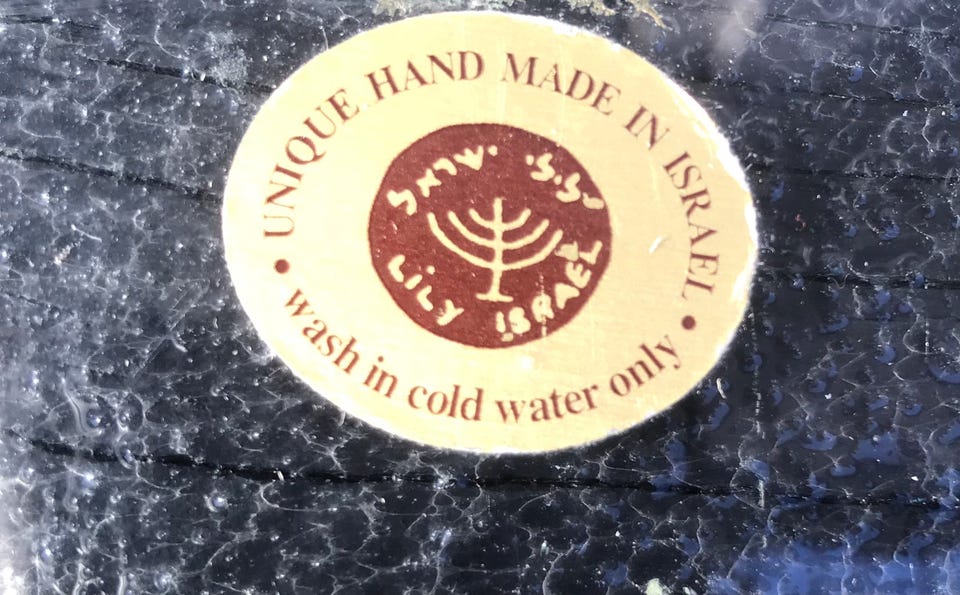 UNIQUE HAND MADE IN ISRAEL
לילי ישראל
LiLY ISRAEL
• wash in cold water only •